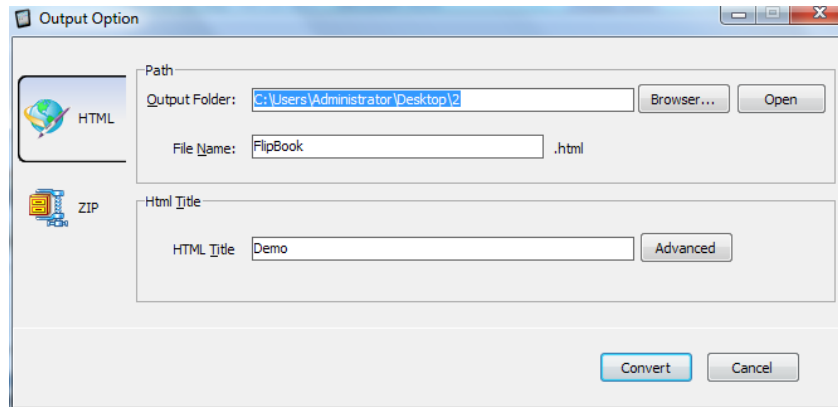 Output Option
HTML
ZIP
Path
Output Folder: C:\Users\Administrator\Desktop\2 Browser... Open
File Name: FlipBook .html
Html Title
HTML Title Demo Advanced
Convert Cancel